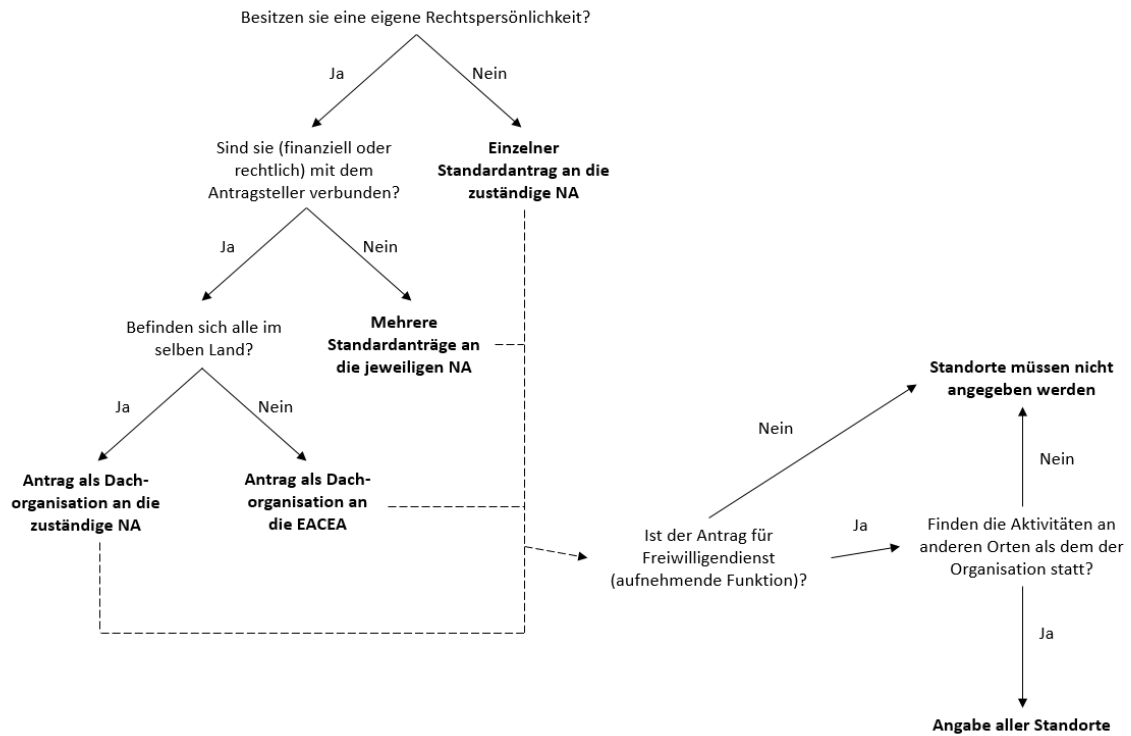 Besitzen sie eine eigene Rechtspersönlichkeit?
Ja
Nein
Sind sie (finanziell oder
rechtlich) mit dem
Antragsteller verbunden?
Einzelner
Standardantrag an die
zuständige NA
Ja
Nein
Befinden sich alle im
selben Land?
Mehrere
Standardanträge an
die jeweiligen NA
Ja
Nein
Antrag als Dach-
organisation an die
zuständige NA
Antrag als Dach-
organisation an
die EACEA
Ist der Antrag für
Freiwilligendienst
(aufnehmende Funktion)?
Nein
Ja
Standorte müssen nicht
angegeben werden
Nein
Finden die Aktivitäten an
anderen Orten als dem der
Organisation statt?
Ja
Angabe aller Standorte